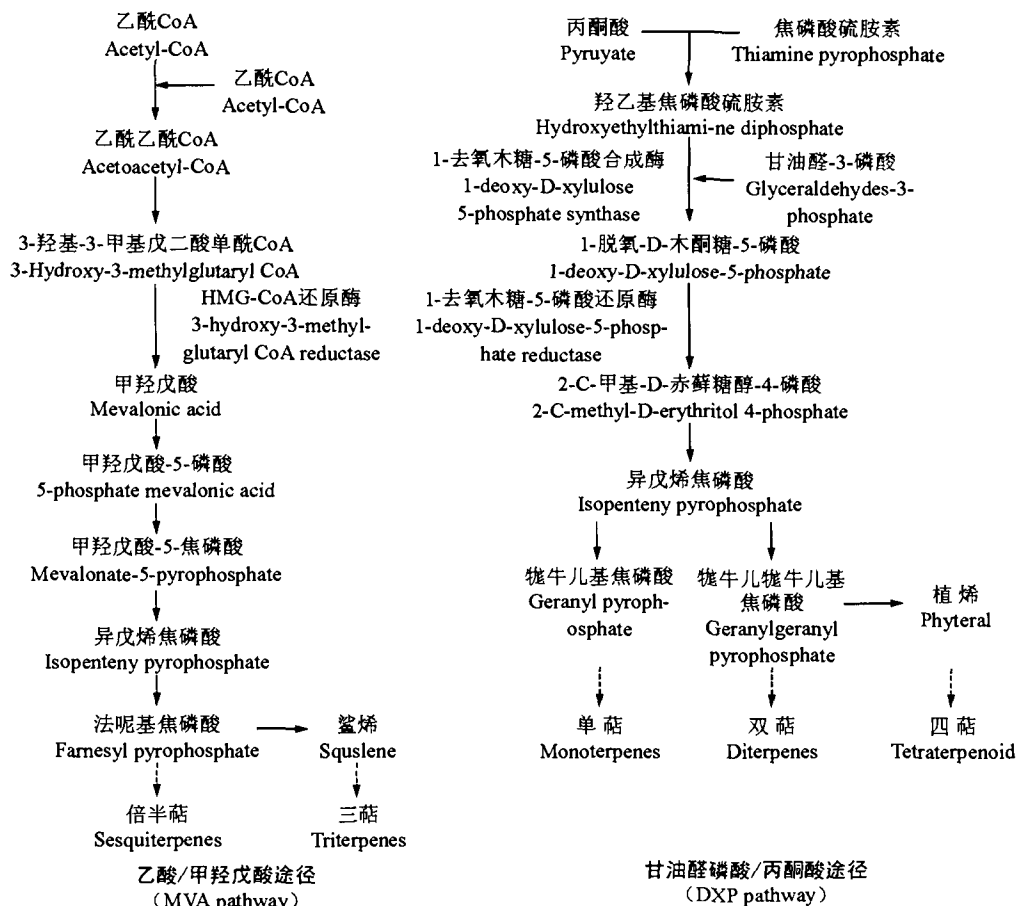 乙酰CoA
Acetyl-CoA
乙酰CoA
Acetyl-CoA
乙酰乙酰CoA
Acetoacetyl-CoA
3-羟基-3-甲基戊二酸单酰CoA
3-Hydroxy-3-methylglutaryl CoA
HMG-CoA还原酶
3-hydroxy-3-methyl-
glutaryl CoA reductase
甲羟戊酸
Mevalonic acid
甲羟戊酸-5-磷酸
5-phosphate mevalonic acid
甲羟戊酸-5-焦磷酸
Mevalonate-5-pyrophosphate
异戊烯焦磷酸
Isopenteny pyrophosphate
法呢基焦磷酸
Farnesyl pyrophosphate
鲨烯
Squslene
倍半萜
Sesquiterpenes
三萜
Triterpenes
乙酸/甲羟戊酸途径
(MVA pathway)
丙酮酸
Pyruyate
焦磷酸硫胺素
Thiamine pyrophosphate
羟乙基焦磷酸硫胺素
Hydroxyethylthiami-ne diphosphate
1-去氧木糖-5-磷酸合成酶
1-deoxy-D-xylulose
5-phosphate synthase
甘油醛-3-磷酸
Glyceraldehydes-3-
phosphate
1-脱氧-D-木酮糖-5-磷酸
1-deoxy-D-xylulose-5-phosphate
1-去氧木糖-5-磷酸还原酶
1-deoxy-D-xylulose-5-phosp-
hate reductase
2-C-甲基-D-赤藓糖醇-4-磷酸
2-C-methyl-D-erythritol 4-phosphate
异戊烯焦磷酸
Isopenteny pyrophosphate
牻牛儿基焦磷酸
Geranyl pyroph-
osphate
牻牛儿牻牛儿基
焦磷酸
Geranylgeranyl
pyrophosphate
植烯
Phyteral
单萜
Monoterpenes
双萜
Diterpenes
四萜
Tetraterpenoid
甘油醛磷酸/丙酮酸途径
(DXP pathway)